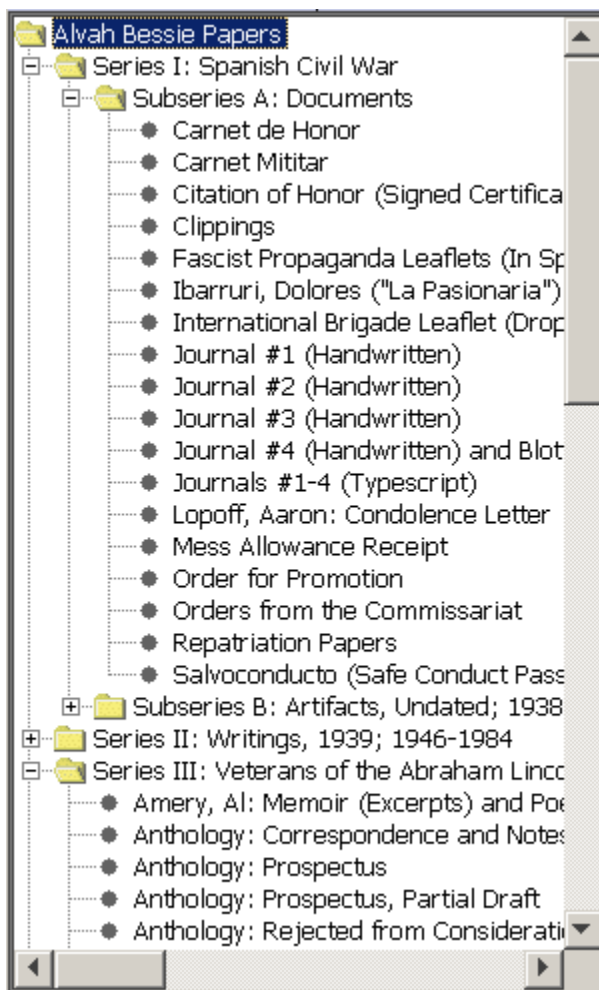 Alvah Bessie Papers
Series I: Spanish Civil War
Subseries A: Documents
Carnet de Honor
Carnet Mititar
Citation of Honor (Signed Certifica
Clippings
Fascist Propaganda Leaflets (In Sp
Ibarruri, Dolores ("La Pasionaria")
International Brigade Leaflet (Drop
Journal #1 (Handwritten)
Journal #2 (Handwritten)
Journal #3 (Handwritten)
Journal #4 (Handwritten) and Blot
Journals #1-4 (Typescript)
Lopoff, Aaron: Condolence Letter
Mess Allowance Receipt
Order for Promotion
Orders from the Commissariat
Repatriation Papers
Salvoconducto (Safe Conduct Pass
Subseries B: Artifacts, Undated; 1938
Series II: Writings, 1939; 1946-1984
Series III: Veterans of the Abraham Linco
Amery, Al: Memoir (Excerpts) and Poe
Anthology: Correspondence and Notes
Anthology: Prospectus
Anthology: Prospectus, Partial Draft
Anthology: Rejected from Considerati